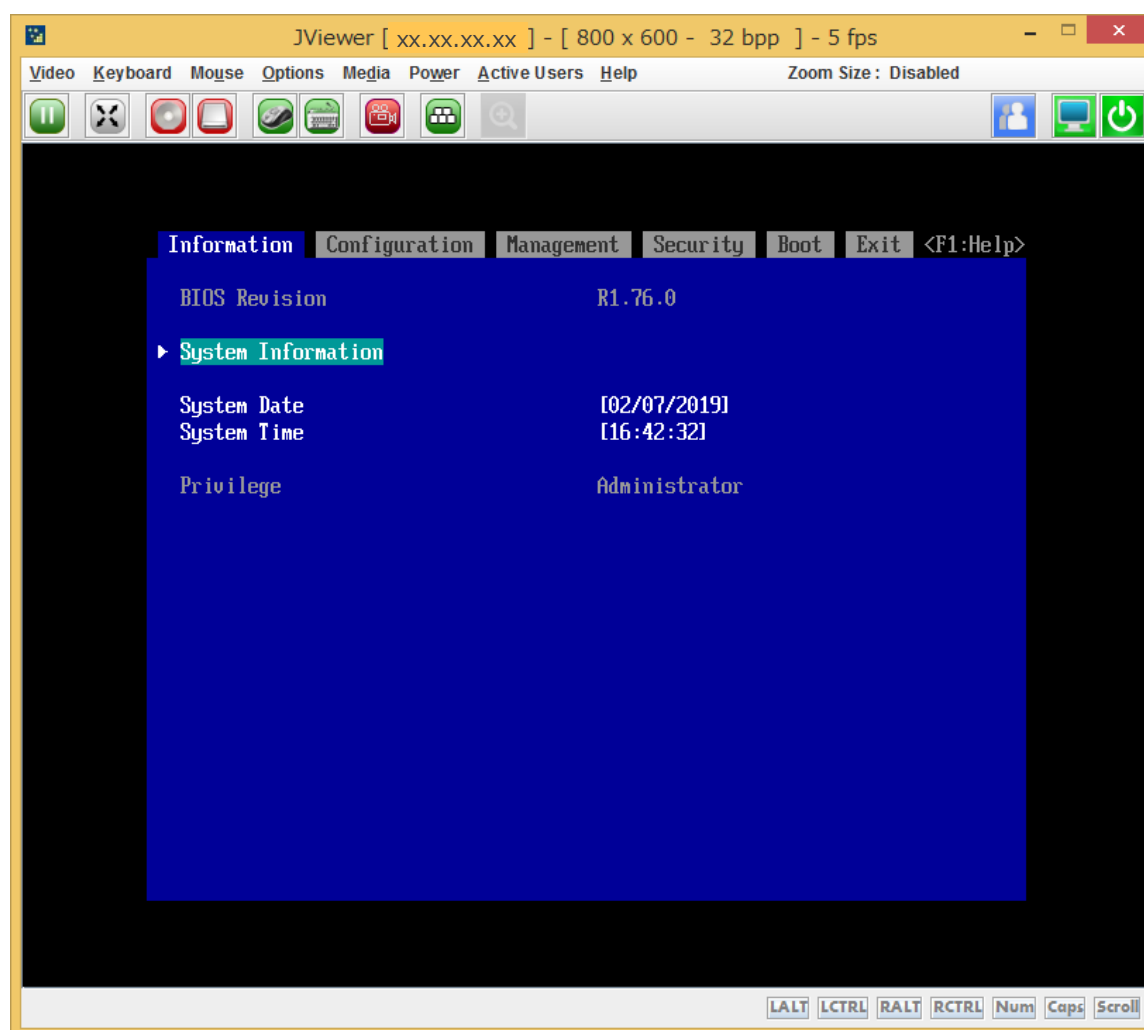 JViewer [ xx.xx.xx.xx ] - [ 800 x 600 - 32 bpp ] - 5 fps
Video Keyboard Mouse Options Media Power Active Users Help Zoom Size : Disabled
Information Configuration Management Security Boot Exit <F1:Help>
BIOS Revision R1.76.0
System Information
System Date [02/07/2019]
System Time [16:42:32]
Privilege Administrator
LALT LCTRL RALT RCTRL Num Caps Scroll